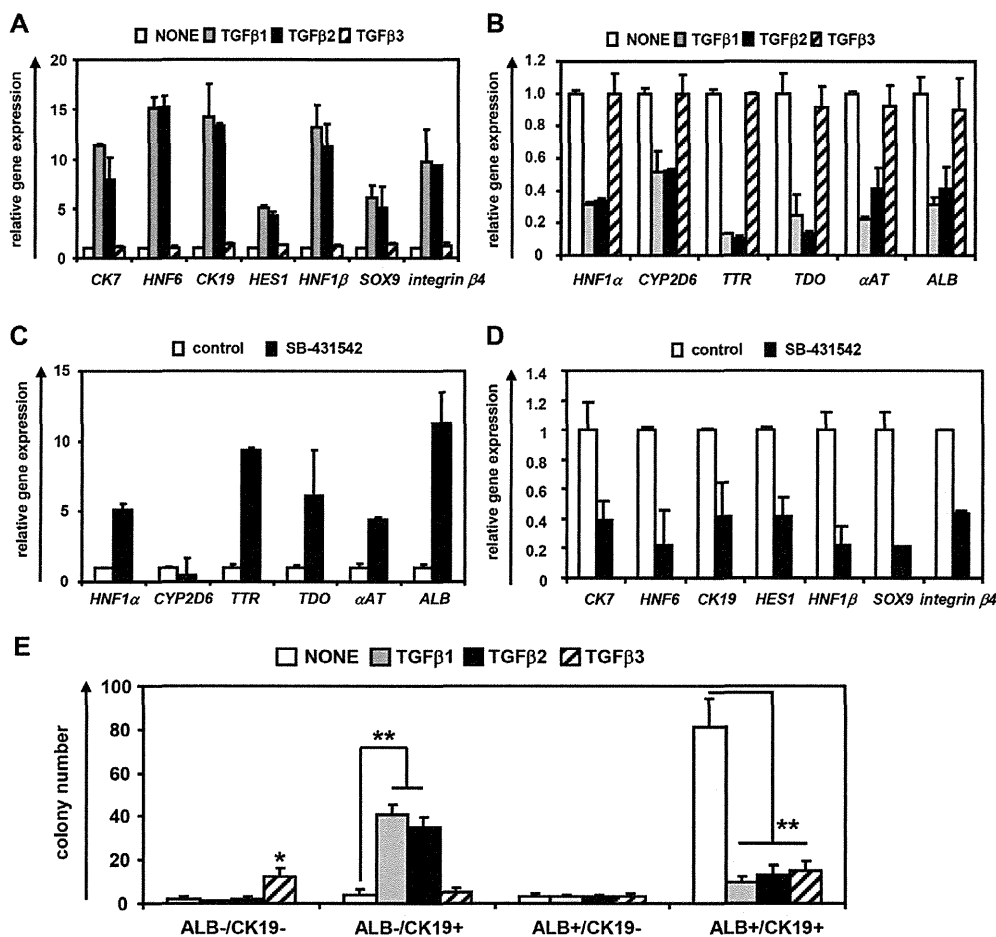 A
NONE TGFβ1 TGFβ2 TGFβ3
relative gene expression
20
15
10
5
0
CK7 HNF6 CK19 HES1 HNF1β SOX9 integrin β4
B
NONE TGFβ1 TGFβ2 TGFβ3
relative gene expression
1.2
1.0
0.8
0.6
0.4
0.2
0
HNF1α CYP2D6 TTR TDO αAT ALB
C
control SB-431542
relative gene expression
15
10
5
0
HNF1α CYP2D6 TTR TDO αAT ALB
D
control SB-431542
relative gene expression
1.4
1.2
1
0.8
0.6
0.4
0.2
0
CK7 HNF6 CK19 HES1 HNF1β SOX9 integrin β4
E
NONE TGFβ1 TGFβ2 TGFβ3
colony number
100
80
60
40
20
0
*
**
**
ALB-/CK19- ALB-/CK19+ ALB+/CK19- ALB+/CK19+